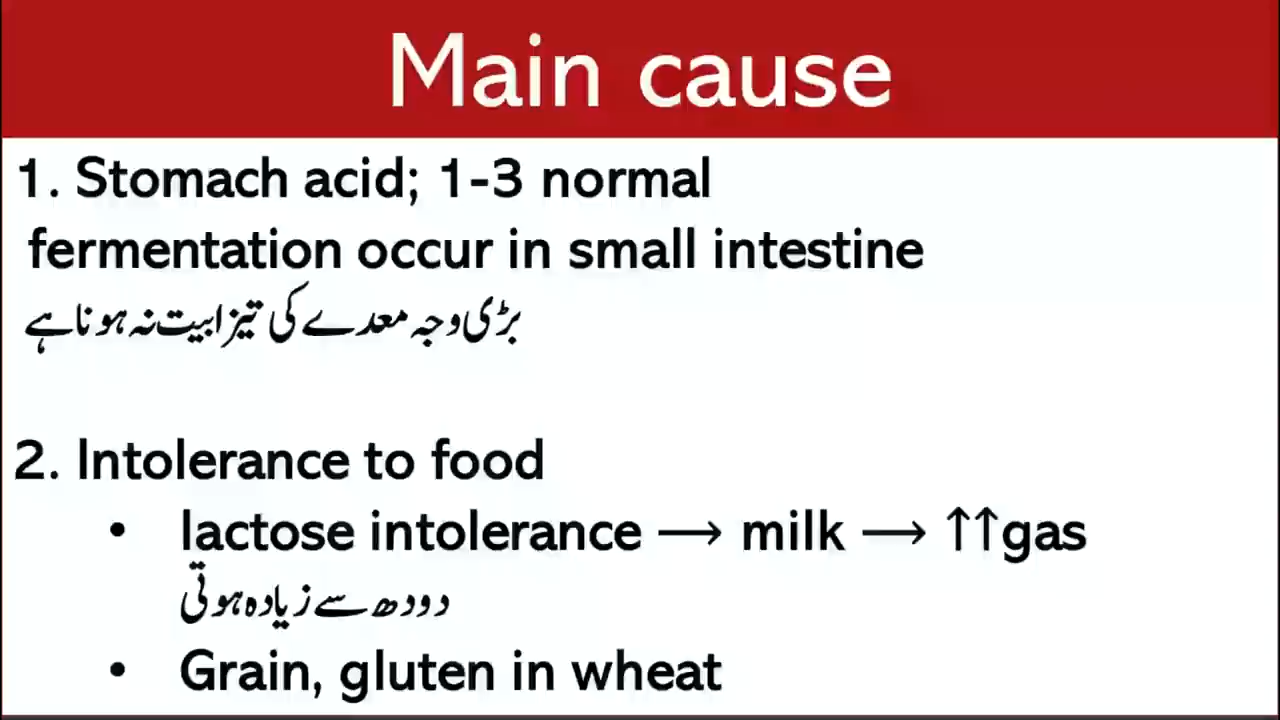 Main cause
1. Stomach acid; 1-3 normal
fermentation occur in small intestine
بڑی وجہ معدے کی تیزابیت نہ ہونا ہے
2. Intolerance to food
• lactose intolerance → milk → ↑↑gas
دودھ سے زیادہ ہوتی
• Grain, gluten in wheat